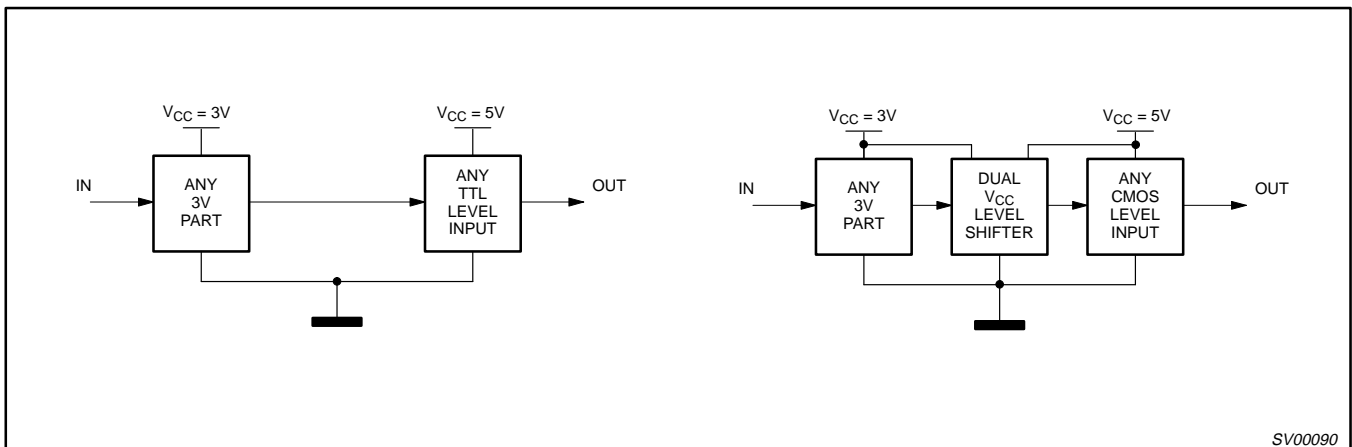 VCC = 3V
VCC = 5V
IN
ANY
3V
PART
ANY
TTL
LEVEL
INPUT
OUT
VCC = 3V
VCC = 5V
IN
ANY
3V
PART
DUAL
VCC
LEVEL
SHIFTER
ANY
CMOS
LEVEL
INPUT
OUT
SV00090